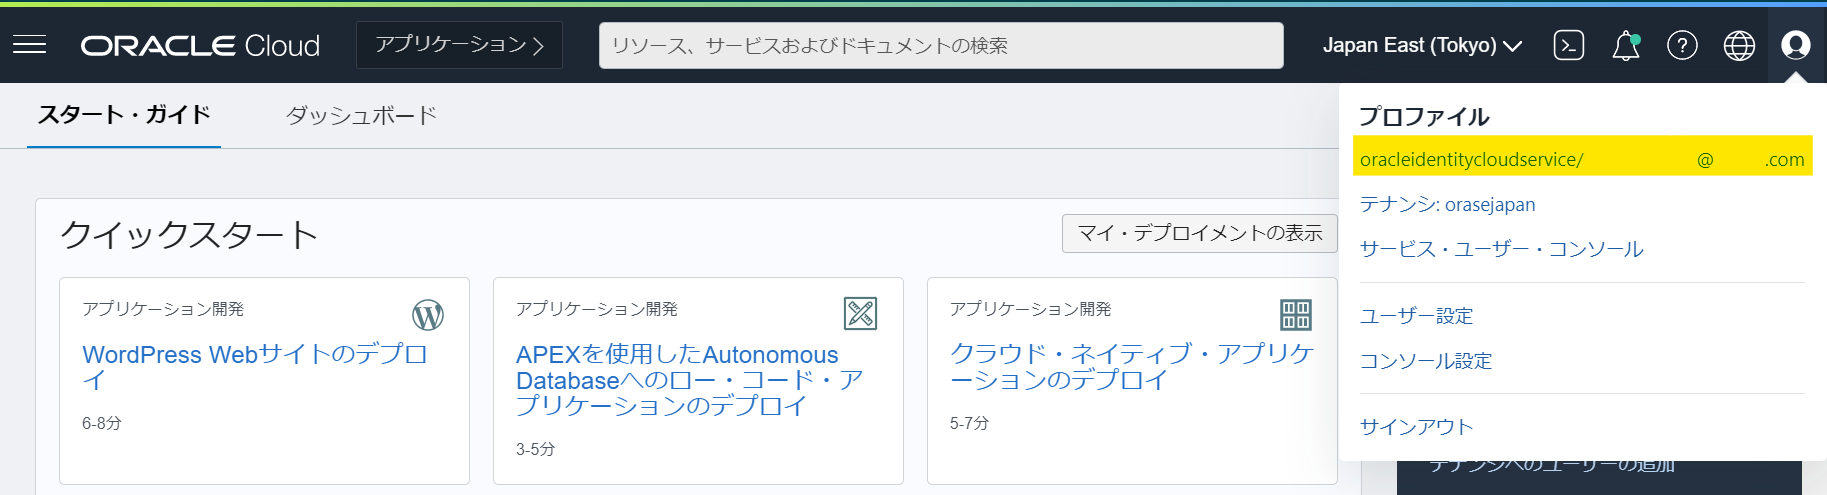 ORACLE Cloud
アプリケーション
リソース、サービスおよびドキュメントの検索
Japan East (Tokyo)
スタート・ガイド
ダッシュボード
プロファイル
oracleidentitycloudservice/ @ .com
テナンシ: orasejapan
サービス・ユーザー・コンソール
ユーザー設定
コンソール設定
サインアウト
テナンシへのユーザーの追加
クイックスタート
マイ・デプロイメントの表示
アプリケーション開発
WordPress Webサイトのデプロ
イ
6-8分
アプリケーション開発
APEXを使用したAutonomous
Databaseへのロー・コード・ア
プリケーションのデプロイ
3-5分
アプリケーション開発
クラウド・ネイティブ・アプリケ
ーションのデプロイ
5-7分